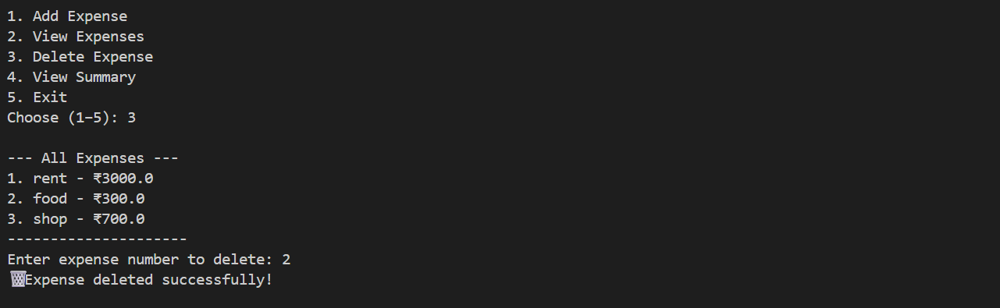 1. Add Expense
2. View Expenses
3. Delete Expense
4. View Summary
5. Exit
Choose (1–5): 3
--- All Expenses ---
1. rent - ₹3000.0
2. food - ₹300.0
3. shop - ₹700.0
---------------------
Enter expense number to delete: 2
🗑️Expense deleted successfully!